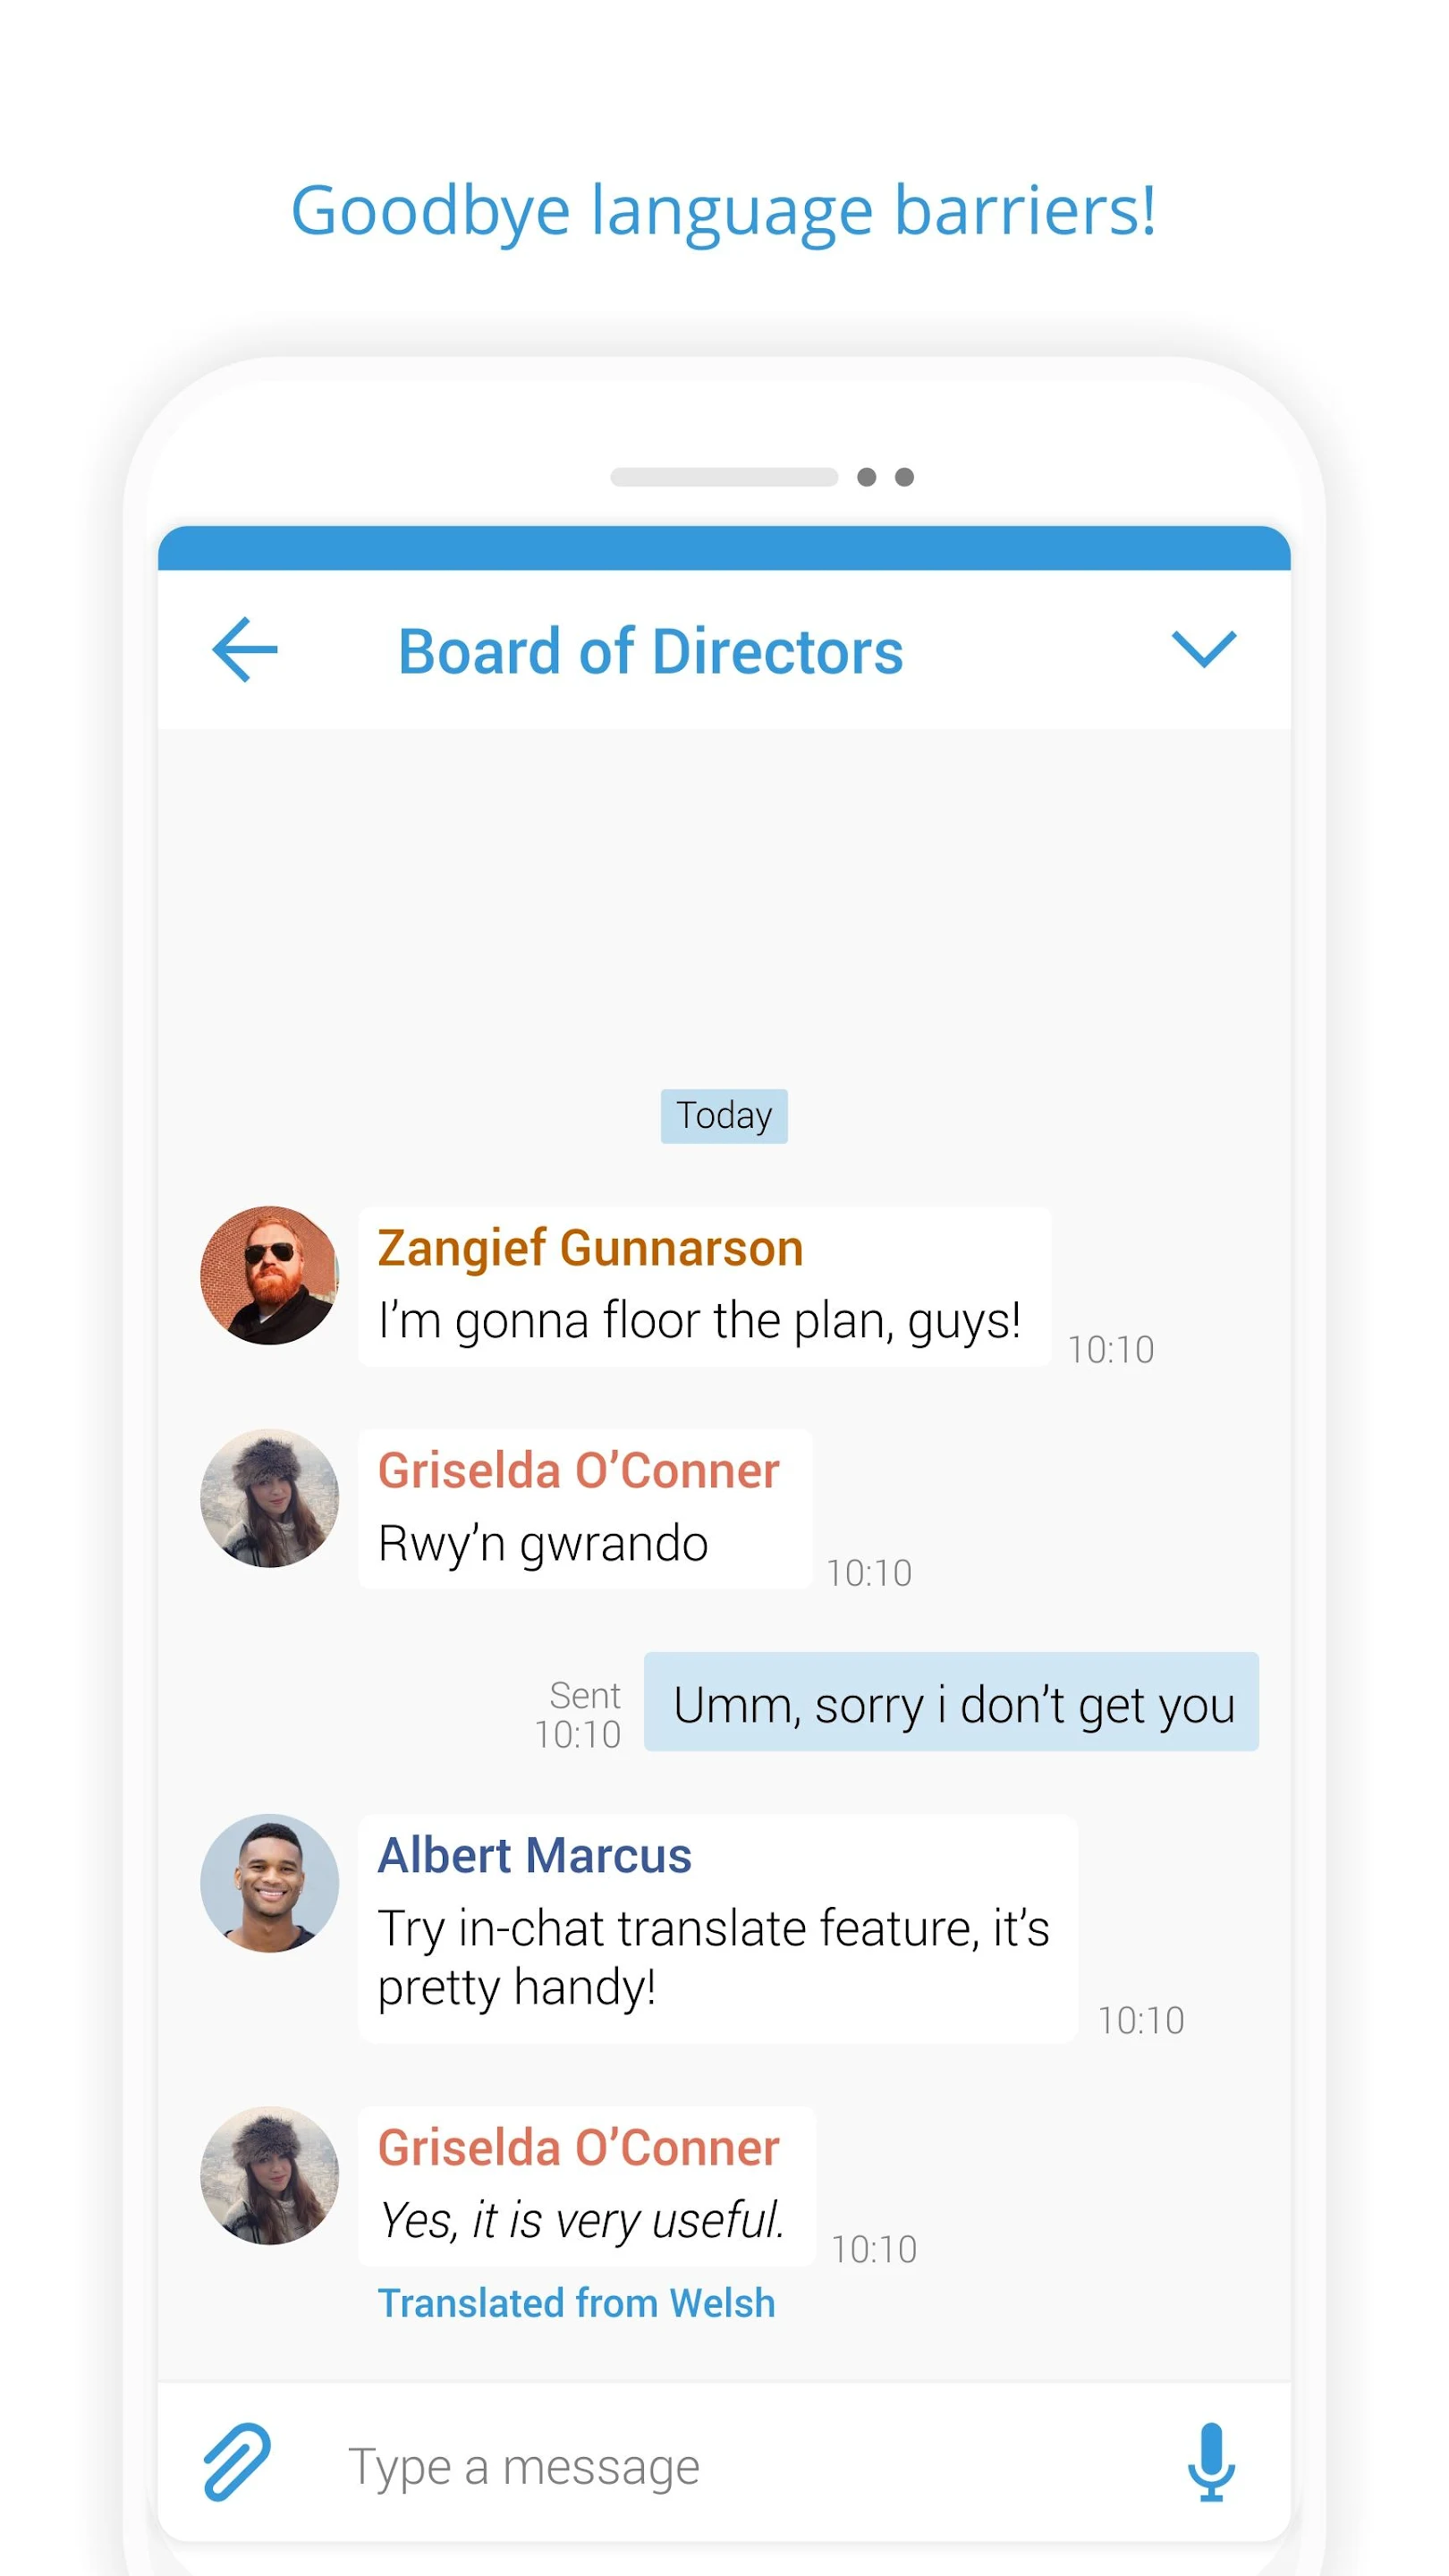 Goodbye language barriers!
Board of Directors
Today
Zangief Gunnarson
I’m gonna floor the plan, guys!
10:10
Griselda O’Conner
Rwy’n gwrando
10:10
Umm, sorry i don’t get you
Sent
10:10
Albert Marcus
Try in-chat translate feature, it’s
pretty handy!
10:10
Griselda O’Conner
Yes, it is very useful.
10:10
Translated from Welsh
Type a message